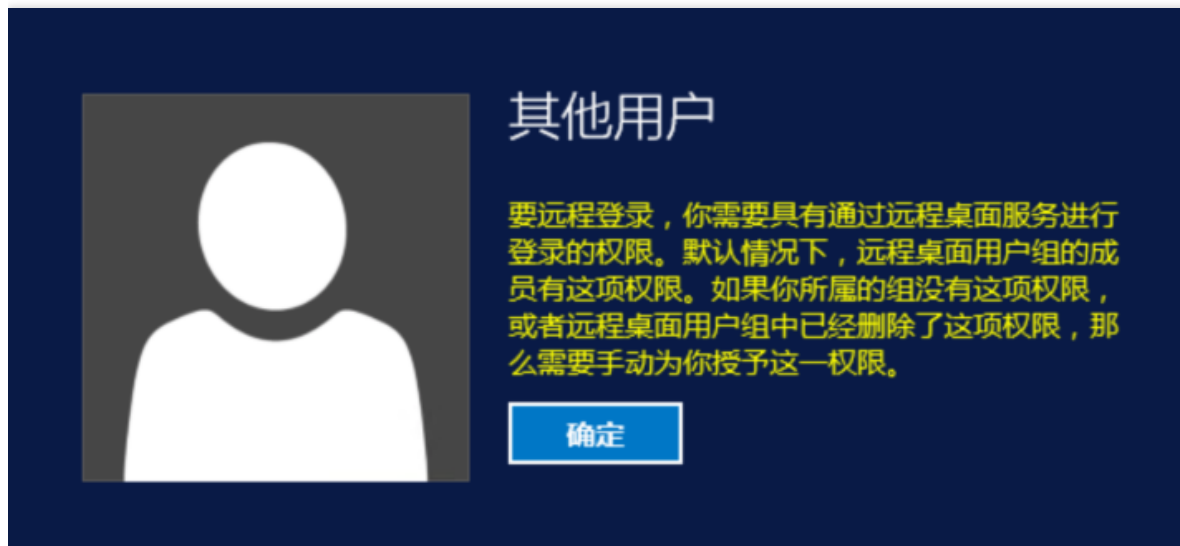 其他用户
要远程登录，你需要具有通过远程桌面服务进行
登录的权限。默认情况下，远程桌面用户组的成
员有这项权限。如果你所属的组没有这项权限，
或者远程桌面用户组中已经删除了这项权限，那
么需要手动为你授予这一权限。
确定